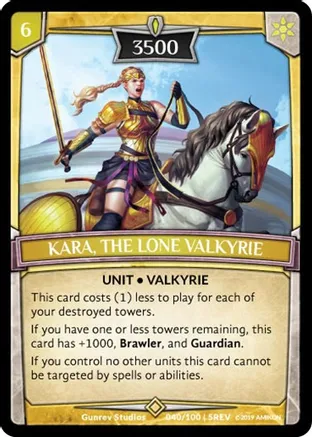 6
3500
KARA, THE LONE VALKYRIE
UNIT • VALKYRIE
This card costs (1) less to play for each of
your destroyed towers.
If you have one or less towers remaining, this
card has +1000, Brawler, and Guardian.
If you control no other units this card cannot
be targeted by spells or abilities.
Gunrev Studios 040/100 | SREV ©2019 AMIKON